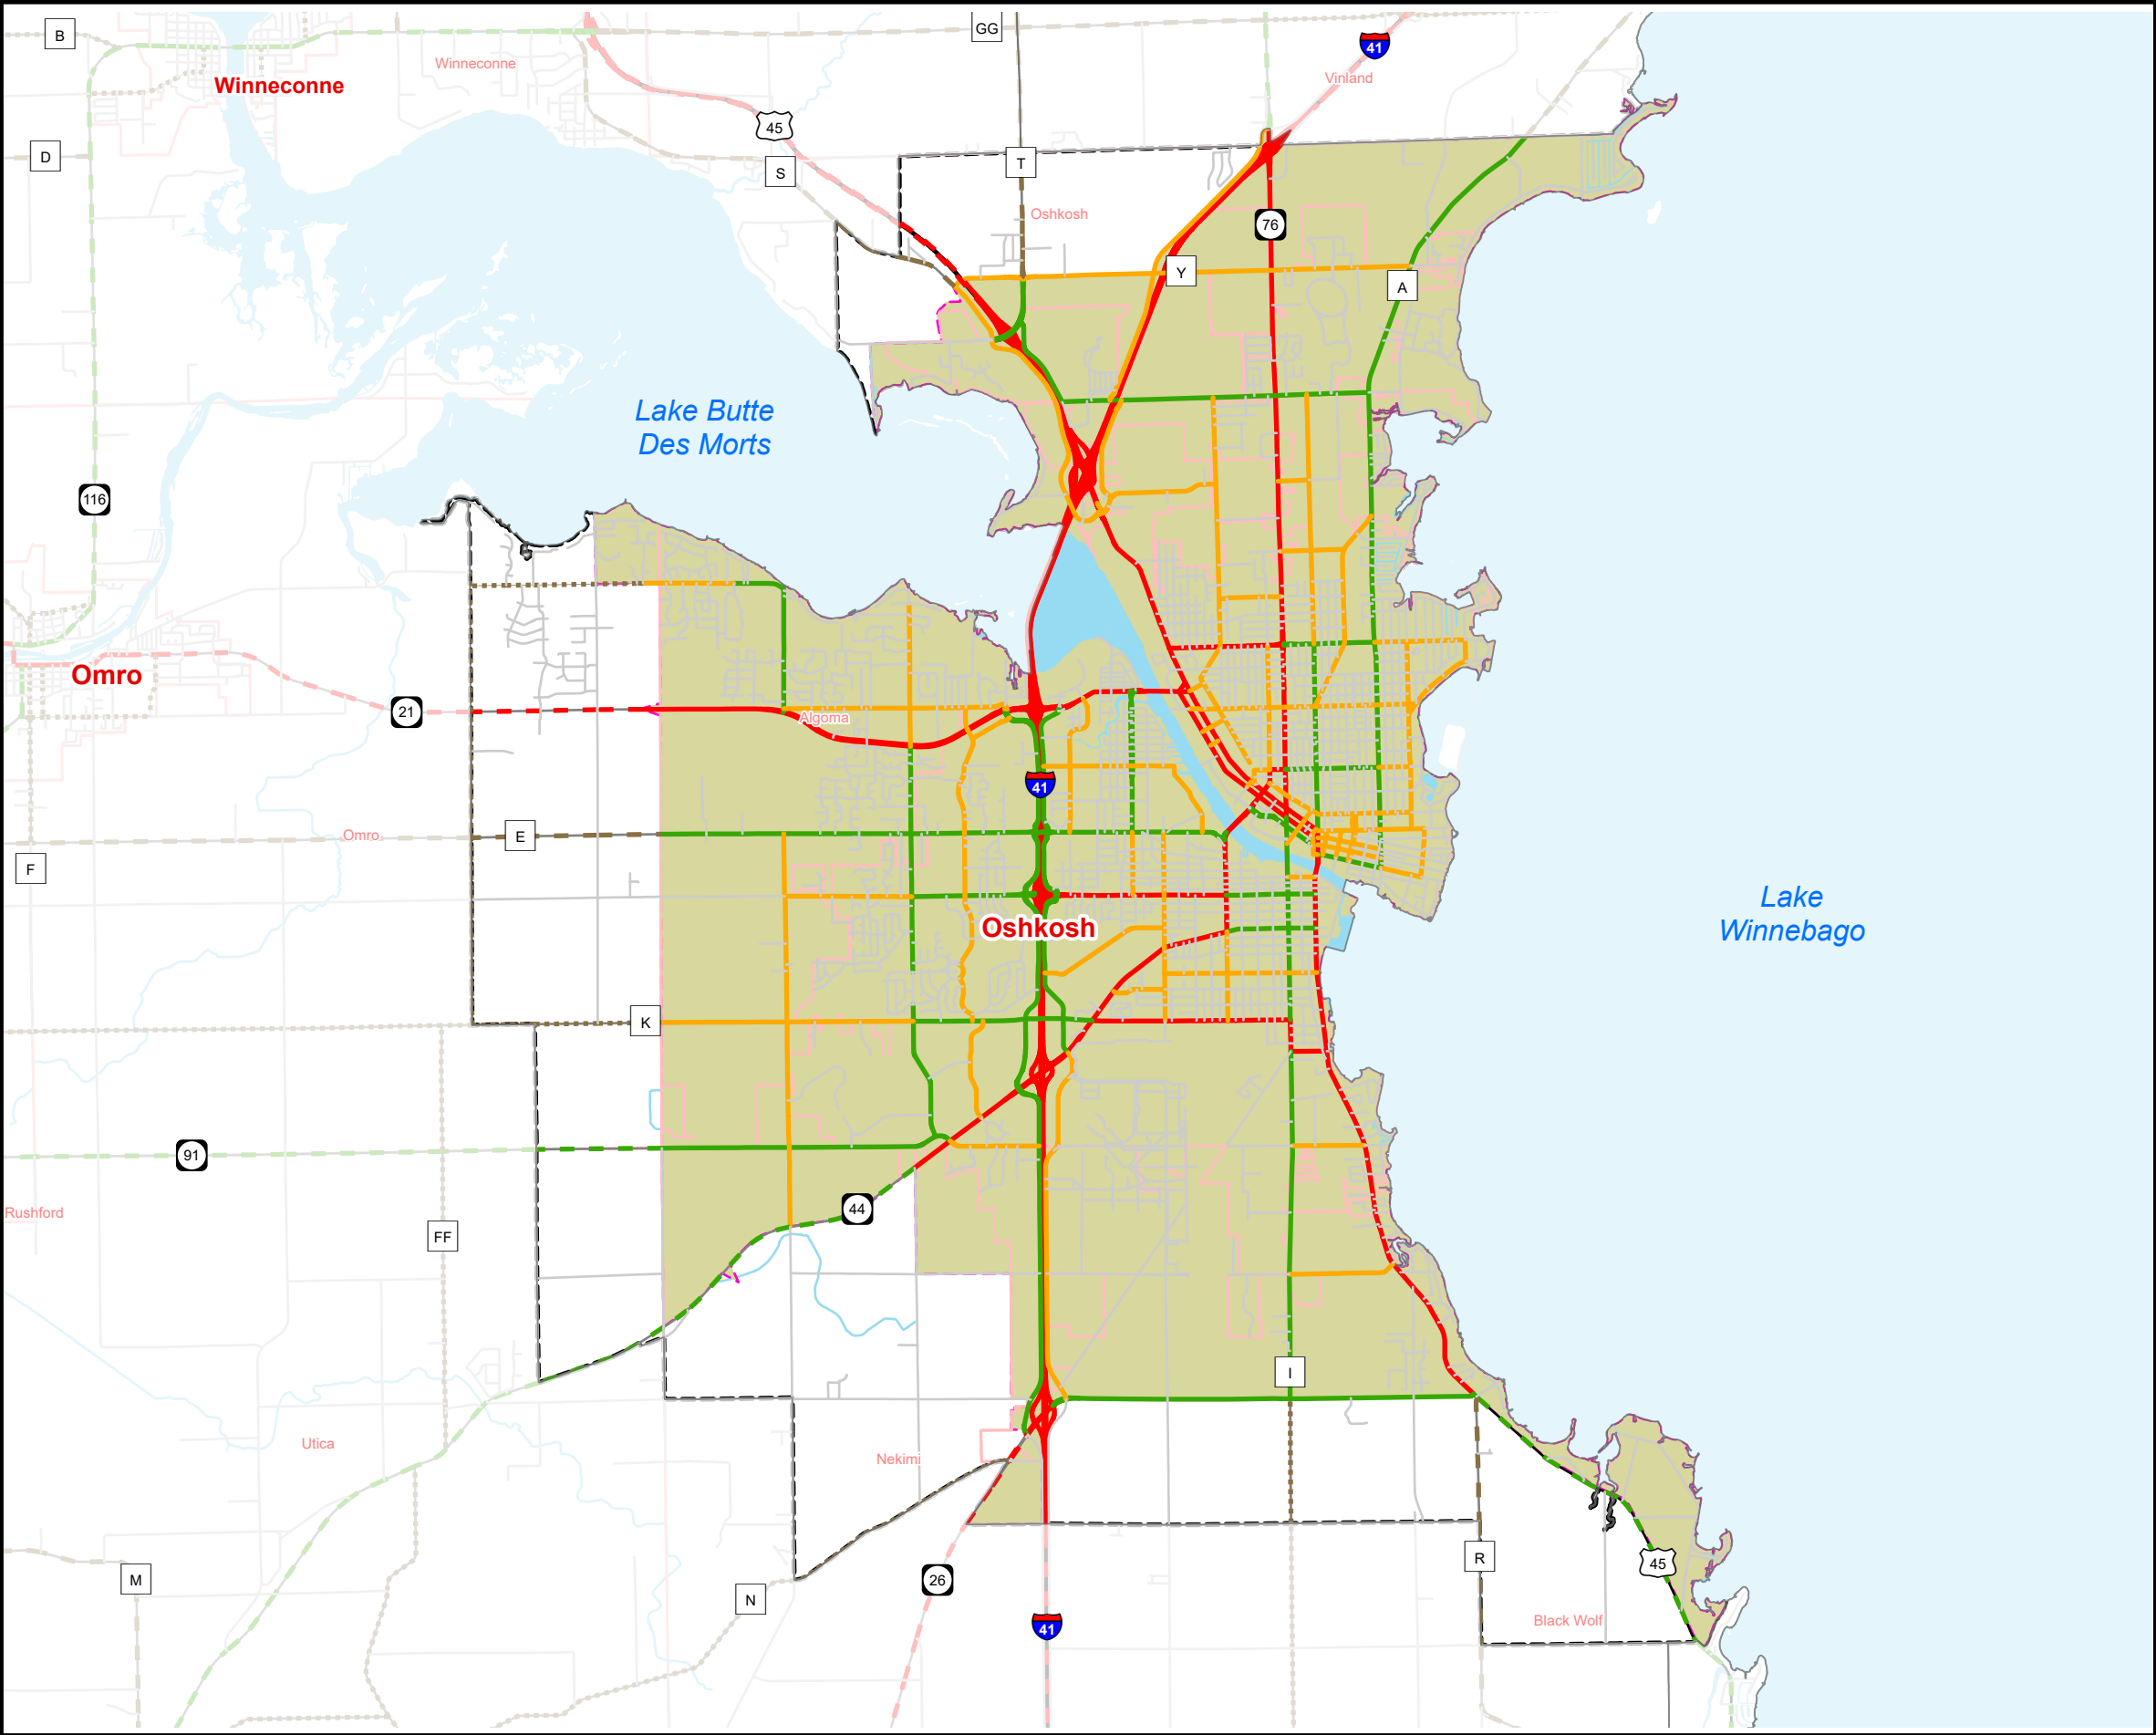 B
GG
41
Winneconne
Vinland
Winneconne
45
D
T
S
Oshkosh
76
Y
A
Lake Butte
Des Morts
116
Omro
21
Algoma
41
E
Omro
F
Lake
Winnebago
Oshkosh
K
91
44
Rushford
FF
I
Utica
Nekimi
R
45
M
26
N
Black Wolf
41